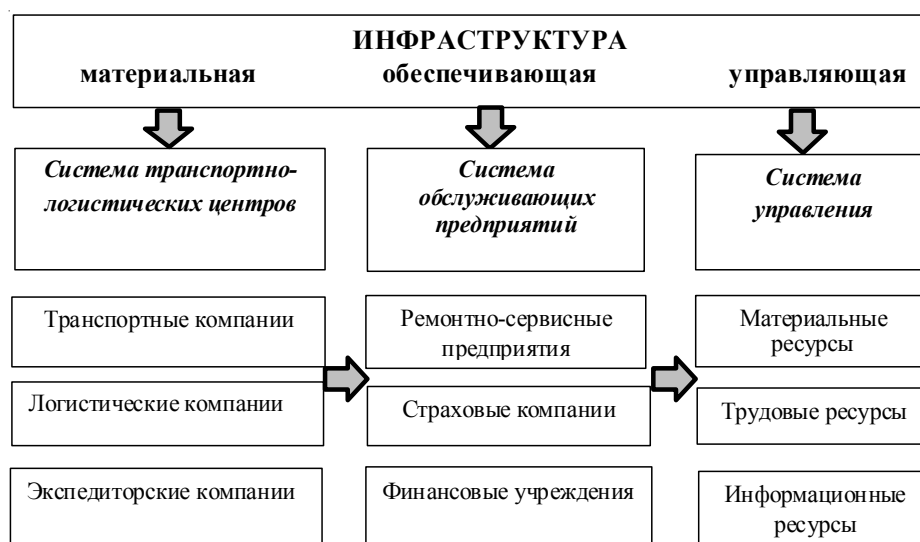 ИНФРАСТРУКТУРА
материальная обеспечивающая управляющая
Система транспортно-
логистических центров
Система
обслуживающих
предприятий
Система
управления
Транспортные компании
Ремонтно-сервисные
предприятия
Материальные
ресурсы
Логистические компании
Страховые компании
Трудовые ресурсы
Экспедиторские компании
Финансовые учреждения
Информационные
ресурсы